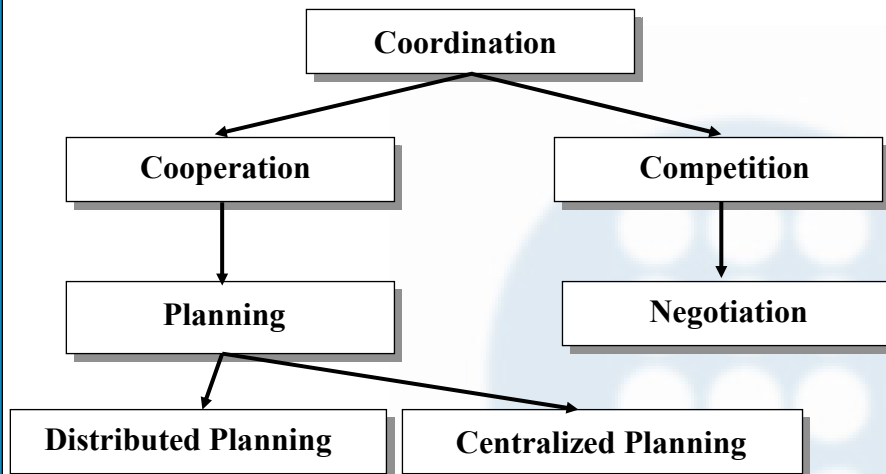 Coordination
Cooperation
Competition
Planning
Negotiation
Distributed Planning
Centralized Planning